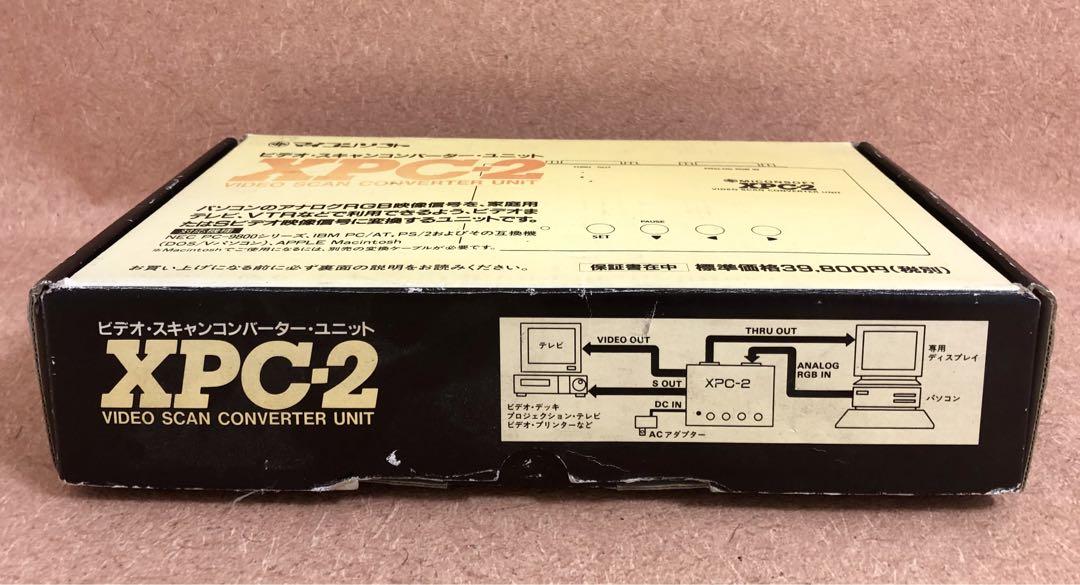 マイコンソフト
ビデオ・スキャンコンバーター・ユニット
XPC-2
VIDEO SCAN CONVERTER UNIT
パソコンのアナログRGB映像信号を、家庭用
テレビ、VTRなどで利用できるよう、ビデオま
たはSビデオ映像信号に変換するユニットです。
対応機種
NEC PC-9800シリーズ、IBM PC/AT、PS/2およびその互換機
(DOS/Vパソコン)、APPLE Macintosh
※Macintoshでご使用になるには、別売の変換ケーブルが必要です。
お買い上げになる前に必ず裏面の説明をお読みください。
MICOMSOFT
XPC-2
VIDEO SCAN CONVERTER UNIT
SET
PAUSE
保証書在中
標準価格39,800円(税別)
ビデオ・スキャンコンバーター・ユニット
XPC-2
VIDEO SCAN CONVERTER UNIT
テレビ
VIDEO OUT
S OUT
DC IN
ACアダプター
ビデオ・デッキ
プロジェクション・テレビ
ビデオ・プリンターなど
XPC-2
THRU OUT
ANALOG
RGB IN
専用
ディスプレイ
パソコン